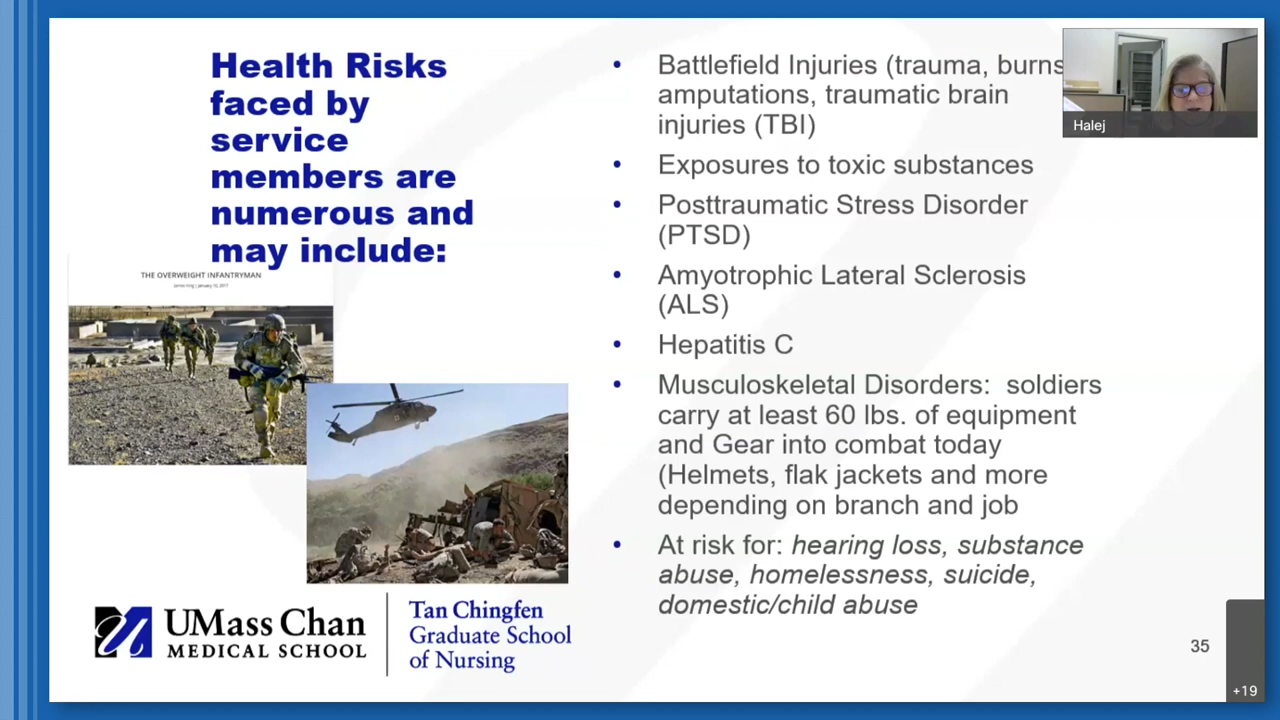 Health Risks
faced by
service
members are
numerous and
may include:
THE OVERWEIGHT INFANTRYMAN
James King | January 10, 2017
• Battlefield Injuries (trauma, burns
amputations, traumatic brain
injuries (TBI)
• Exposures to toxic substances
• Posttraumatic Stress Disorder
(PTSD)
• Amyotrophic Lateral Sclerosis
(ALS)
• Hepatitis C
• Musculoskeletal Disorders: soldiers
carry at least 60 lbs. of equipment
and Gear into combat today
(Helmets, flak jackets and more
depending on branch and job
• At risk for: hearing loss, substance
abuse, homelessness, suicide,
domestic/child abuse
Halej
UMass Chan
MEDICAL SCHOOL
Tan Chingfen
Graduate School
of Nursing
35
+19